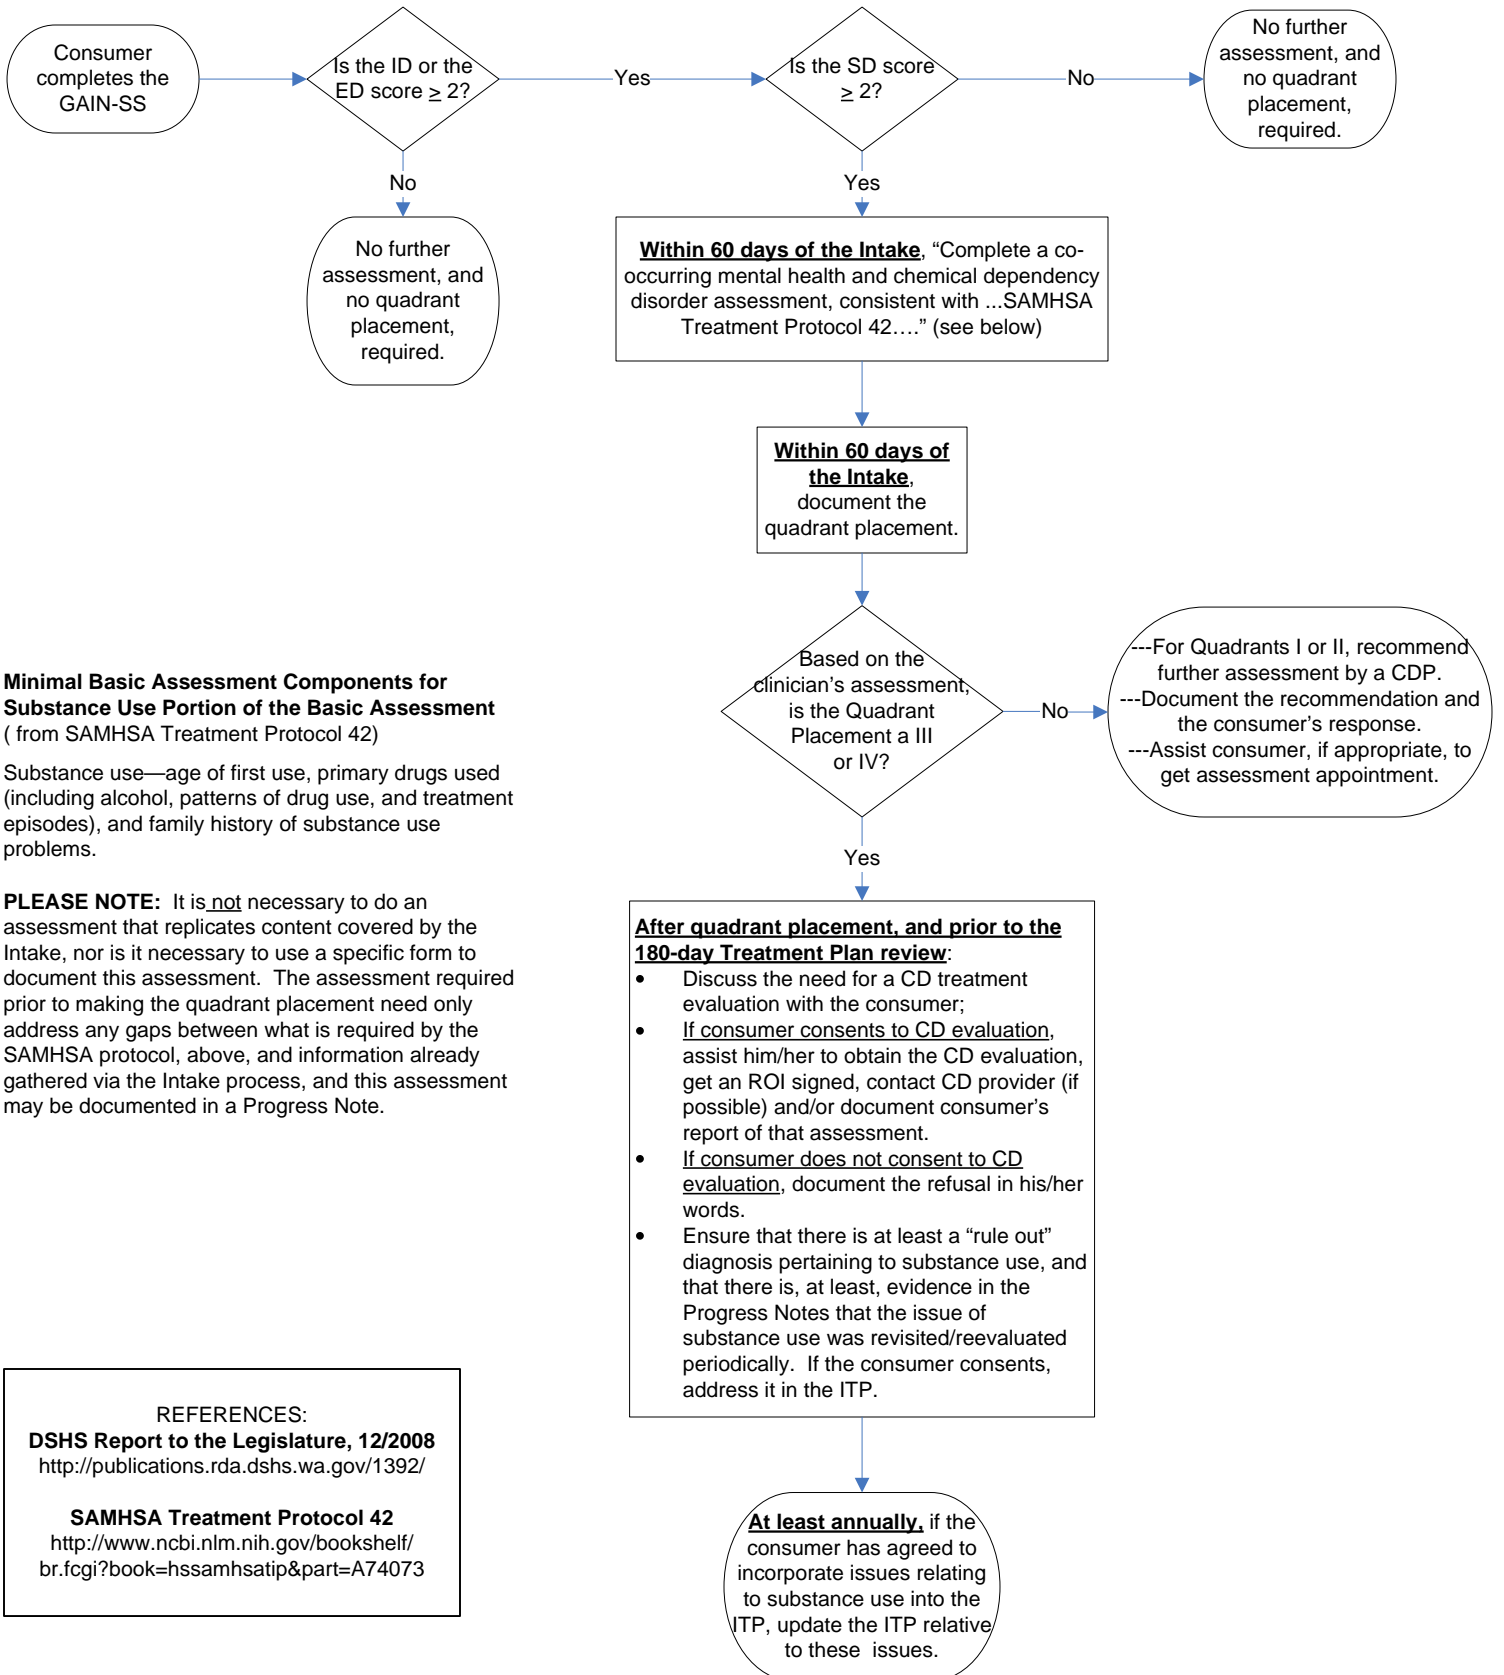 Consumer
completes the
GAIN-SS
Is the ID or the
ED score ≥ 2?
Yes
Is the SD score
≥ 2?
No
No further
assessment, and
no quadrant
placement,
required.
No
No further
assessment, and
no quadrant
placement,
required.
Yes
Within 60 days of the Intake, “Complete a co-
occurring mental health and chemical dependency
disorder assessment, consistent with ...SAMHSA
Treatment Protocol 42….” (see below)
Within 60 days of
the Intake,
document the
quadrant placement.
Based on the
clinician’s assessment,
is the Quadrant
Placement a III
or IV?
No
---For Quadrants I or II, recommend
further assessment by a CDP.
---Document the recommendation and
the consumer’s response.
---Assist consumer, if appropriate, to
get assessment appointment.
Yes
Minimal Basic Assessment Components for
Substance Use Portion of the Basic Assessment
( from SAMHSA Treatment Protocol 42)
Substance use—age of first use, primary drugs used
(including alcohol, patterns of drug use, and treatment
episodes), and family history of substance use
problems.
PLEASE NOTE:  It is not necessary to do an
assessment that replicates content covered by the
Intake, nor is it necessary to use a specific form to
document this assessment.  The assessment required
prior to making the quadrant placement need only
address any gaps between what is required by the
SAMHSA protocol, above, and information already
gathered via the Intake process, and this assessment
may be documented in a Progress Note.
After quadrant placement, and prior to the
180-day Treatment Plan review:
• Discuss the need for a CD treatment
evaluation with the consumer;
• If consumer consents to CD evaluation,
assist him/her to obtain the CD evaluation,
get an ROI signed, contact CD provider (if
possible) and/or document consumer’s
report of that assessment.
• If consumer does not consent to CD
evaluation, document the refusal in his/her
words.
• Ensure that there is at least a “rule out”
diagnosis pertaining to substance use, and
that there is, at least, evidence in the
Progress Notes that the issue of
substance use was revisited/reevaluated
periodically.  If the consumer consents,
address it in the ITP.
REFERENCES:
DSHS Report to the Legislature, 12/2008
http://publications.rda.dshs.wa.gov/1392/
SAMHSA Treatment Protocol 42
http://www.ncbi.nlm.nih.gov/bookshelf/
br.fcgi?book=hssamhsatip&part=A74073
At least annually, if the
consumer has agreed to
incorporate issues relating
to substance use into the
ITP, update the ITP relative
to these  issues.